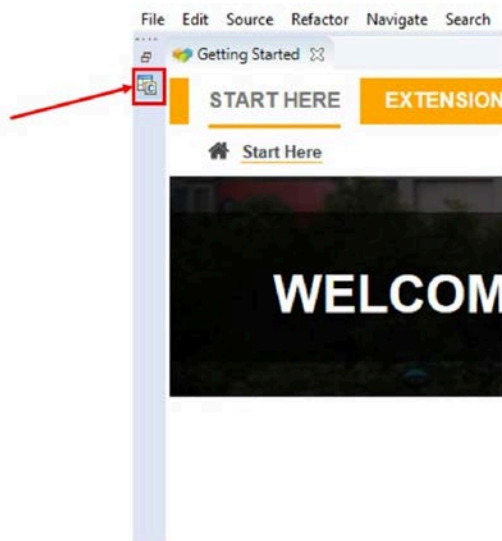 File Edit Source Refactor Navigate Search
Getting Started
START HERE EXTENSION
Start Here
WELCOM